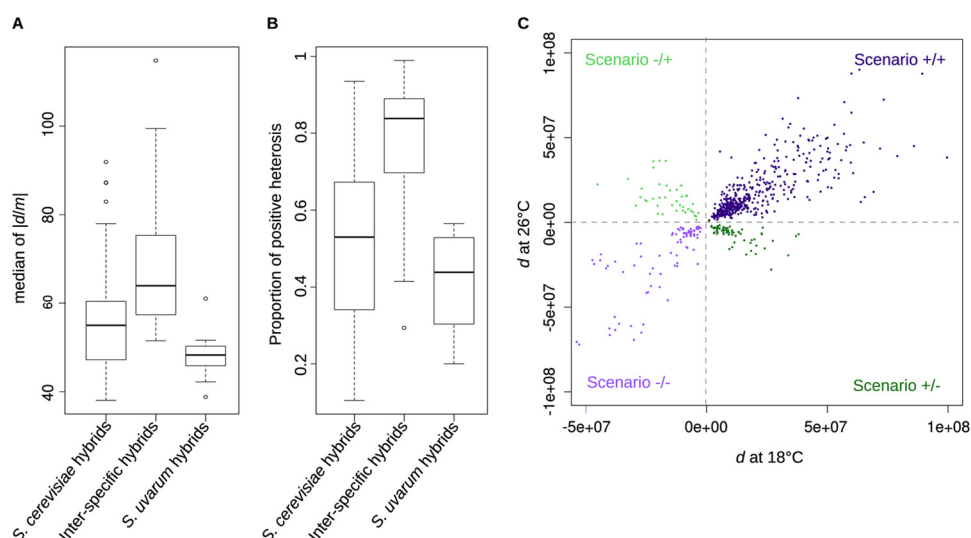 A
B
C
median of |d/m|
40
60
80
100
S. cerevisiae hybrids
Inter-specific hybrids
S. uvarum hybrids
Proportion of positive heterosis
0.2
0.4
0.6
0.8
1
S. cerevisiae hybrids
Inter-specific hybrids
S. uvarum hybrids
Scenario -/+
Scenario +/+
Scenario -/-
Scenario +/-
d at 26°C
-1e+08
-5e+07
0e+00
5e+07
1e+08
-5e+07
0e+00
5e+07
1e+08
d at 18°C